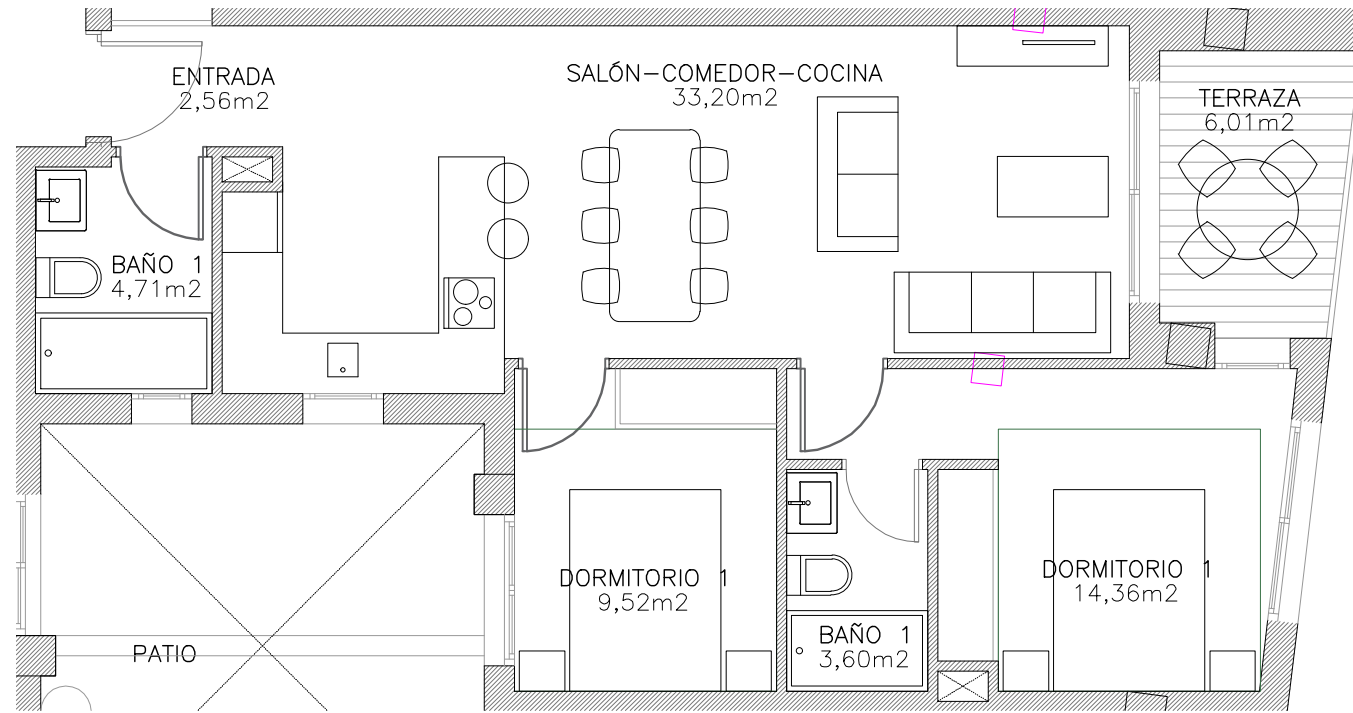 ENTRADA
2,56m2
SALÓN-COMEDOR-COCINA
33,20m2
TERRAZA
6,01m2
BAÑO 1
4,71m2
DORMITORIO 1
9,52m2
DORMITORIO 1
14,36m2
BAÑO 1
3,60m2
PATIO